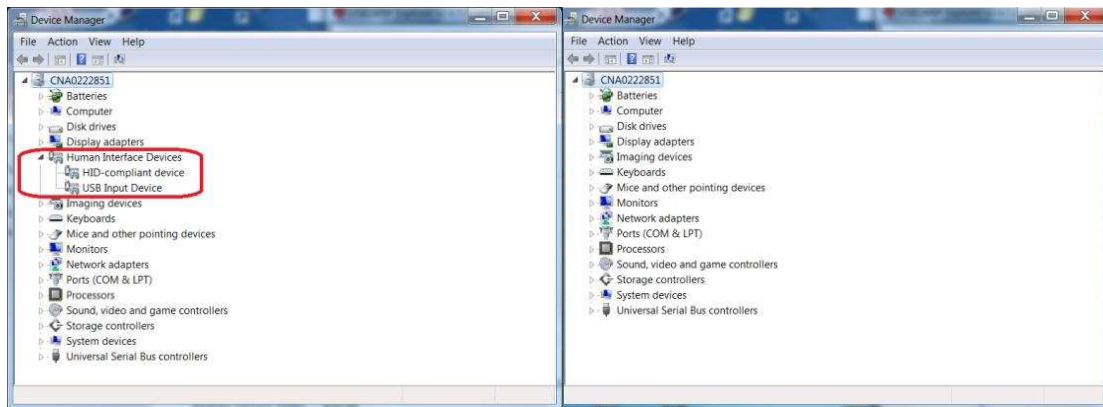 Device Manager
File Action View Help
CNA0222851
Batteries
Computer
Disk drives
Display adapters
Human Interface Devices
HID-compliant device
USB Input Device
Imaging devices
Keyboards
Mice and other pointing devices
Monitors
Network adapters
Ports (COM & LPT)
Processors
Sound, video and game controllers
Storage controllers
System devices
Universal Serial Bus controllers
Device Manager
File Action View Help
CNA0222851
Batteries
Computer
Disk drives
Display adapters
Imaging devices
Keyboards
Mice and other pointing devices
Monitors
Network adapters
Ports (COM & LPT)
Processors
Sound, video and game controllers
Storage controllers
System devices
Universal Serial Bus controllers